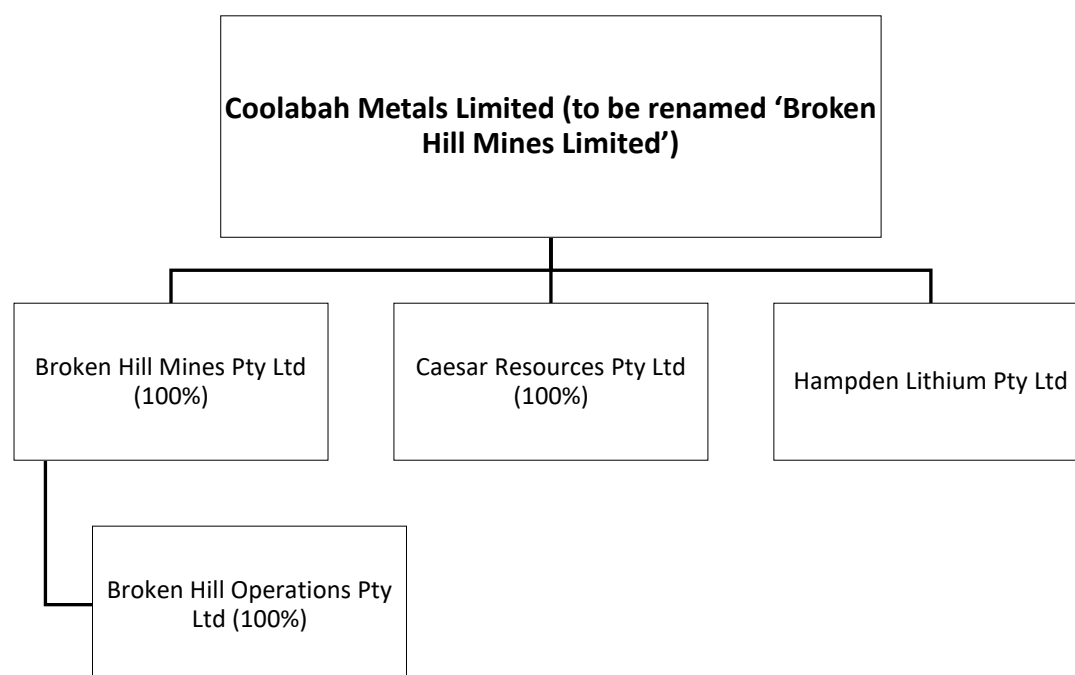 Coolabah Metals Limited (to be renamed ‘Broken
Hill Mines Limited’)
Broken Hill Mines Pty Ltd
(100%)
Caesar Resources Pty Ltd
(100%)
Hampden Lithium Pty Ltd
Broken Hill Operations Pty
Ltd (100%)